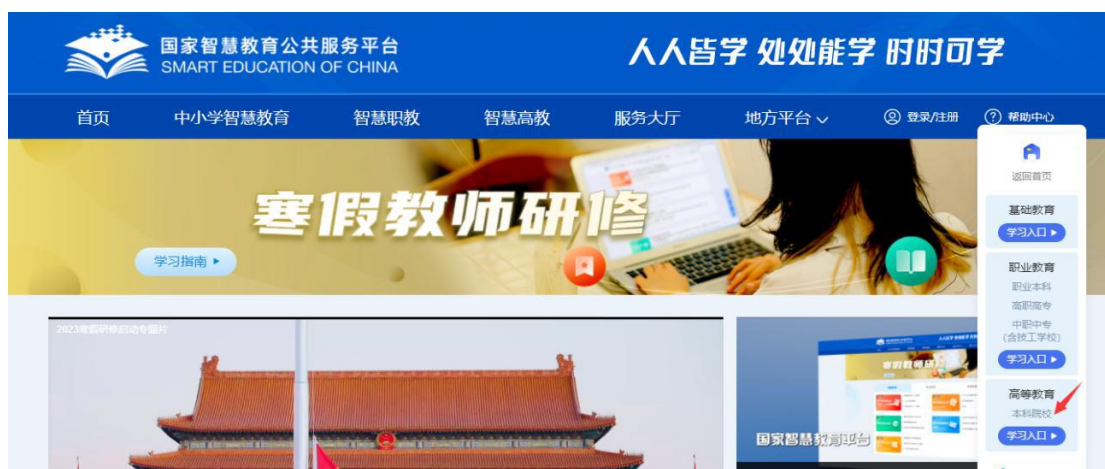 国家智慧教育公共服务平台
SMART EDUCATION OF CHINA
人人皆学 处处能学 时时可学
首页 中小学智慧教育 智慧职教 智慧高教 服务大厅 地方平台 登录/注册 帮助中心
寒假教师研修
学习指南
返回首页
基础教育
学习入口
职业教育
职业本科
高职高专
中职中专
(含技工学校)
学习入口
高等教育
本科院校
学习入口
2023寒假研修启动专题片
寒假教师研
国家智慧教育平台